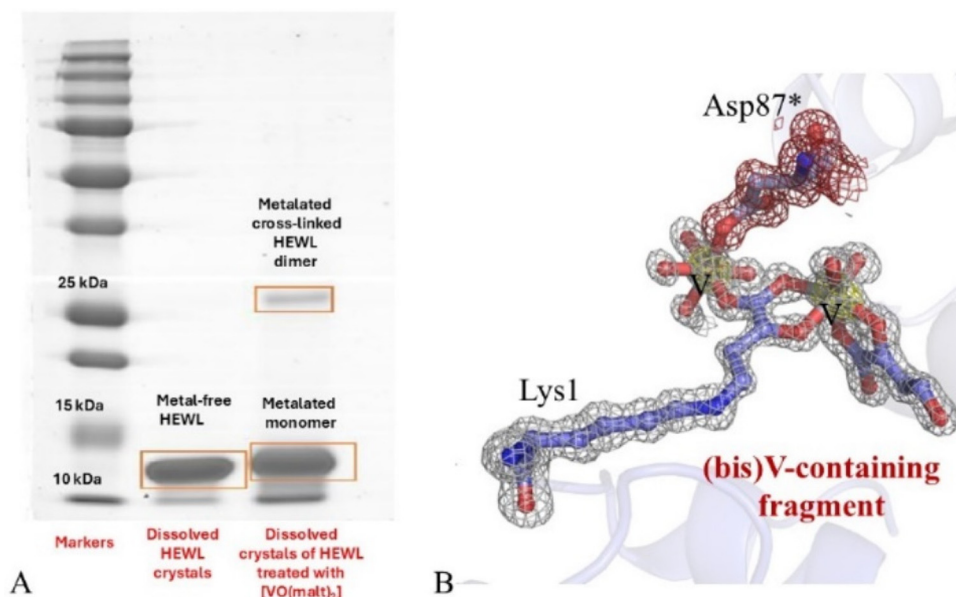 Metalated
cross-linked
HEWL
dimer
25 kDa
15 kDa
Metal-free
HEWL
Metalated
monomer
10 kDa
Markers
Dissolved
HEWL
crystals
Dissolved
crystals of HEWL
treated with
[VO(malt)₂]
A
Asp87*
V
V
Lys1
(bis)V-containing
fragment
B